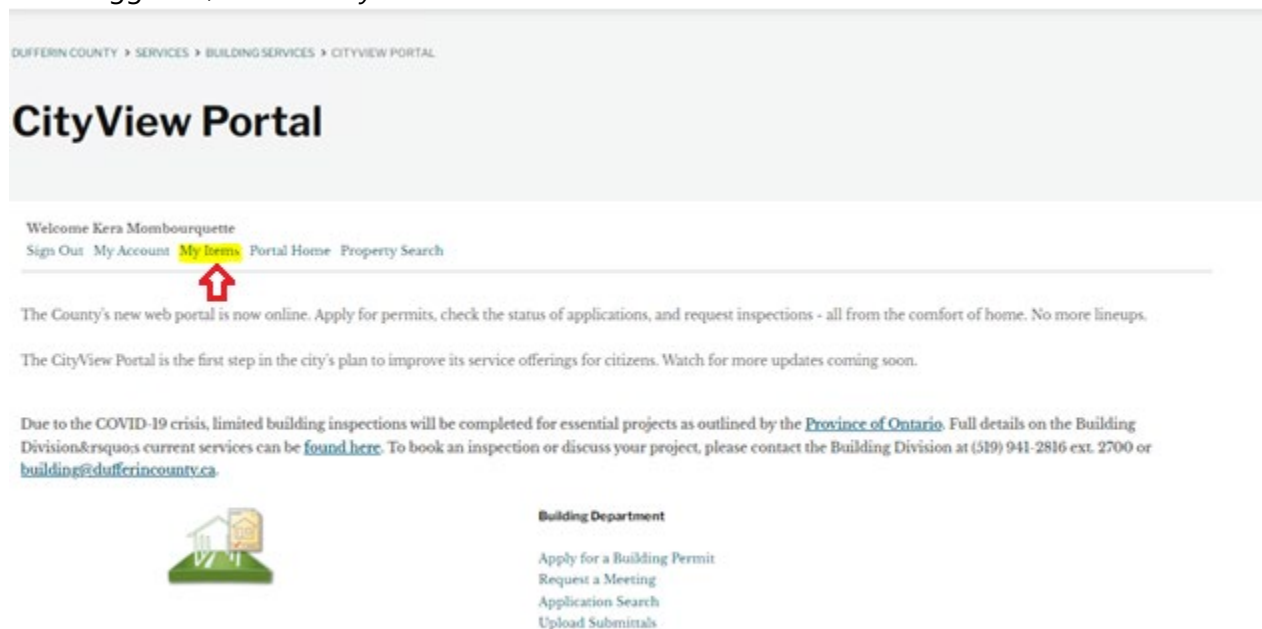 DUFFERIN COUNTY > SERVICES > BUILDING SERVICES > CITYVIEW PORTAL
CityView Portal
Welcome Kera Mombourquette
Sign Out My Account My Items Portal Home Property Search
The County's new web portal is now online. Apply for permits, check the status of applications, and request inspections - all from the comfort of home. No more lineups.
The CityView Portal is the first step in the city's plan to improve its service offerings for citizens. Watch for more updates coming soon.
Due to the COVID-19 crisis, limited building inspections will be completed for essential projects as outlined by the Province of Ontario. Full details on the Building
Division&rsquo;s current services can be found here. To book an inspection or discuss your project, please contact the Building Division at (519) 941-2816 ext. 2700 or
building@dufferincounty.ca.
Building Department
Apply for a Building Permit
Request a Meeting
Application Search
Upload Submittals